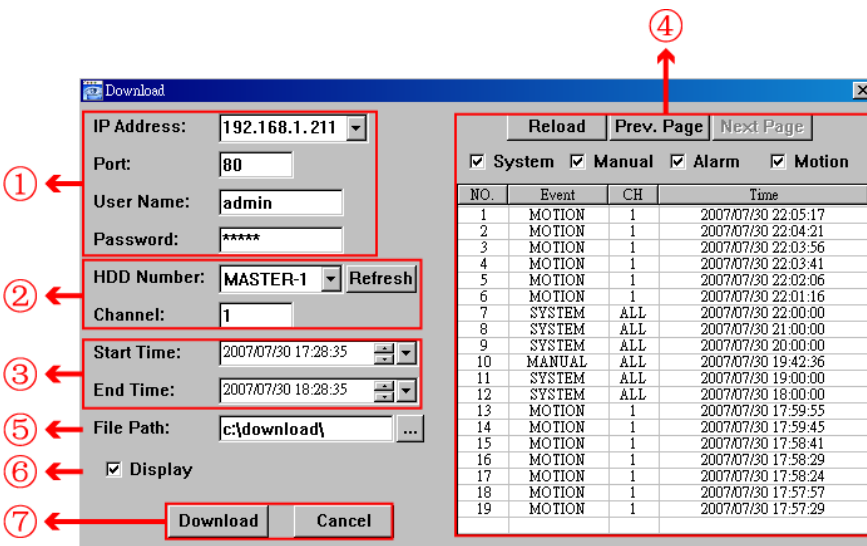 ④
Download
① IP Address: 192.168.1.211
Port: 80
User Name: admin
Password: *****
② HDD Number: MASTER-1 Refresh
Channel: 1
③ Start Time: 2007/07/30 17:28:35
End Time: 2007/07/30 18:28:35
⑤ File Path: c:\download\ ...
⑥ Display
⑦ Download Cancel
Reload Prev. Page Next Page
System Manual Alarm Motion
NO. Event CH Time
1 MOTION 1 2007/07/30 22:05:17
2 MOTION 1 2007/07/30 22:04:21
3 MOTION 1 2007/07/30 22:03:56
4 MOTION 1 2007/07/30 22:03:41
5 MOTION 1 2007/07/30 22:02:06
6 MOTION 1 2007/07/30 22:01:16
7 SYSTEM ALL 2007/07/30 22:00:00
8 SYSTEM ALL 2007/07/30 21:00:00
9 SYSTEM ALL 2007/07/30 20:00:00
10 MANUAL ALL 2007/07/30 19:42:36
11 SYSTEM ALL 2007/07/30 19:00:00
12 SYSTEM ALL 2007/07/30 18:00:00
13 MOTION 1 2007/07/30 17:59:55
14 MOTION 1 2007/07/30 17:59:45
15 MOTION 1 2007/07/30 17:58:41
16 MOTION 1 2007/07/30 17:58:29
17 MOTION 1 2007/07/30 17:58:24
18 MOTION 1 2007/07/30 17:57:57
19 MOTION 1 2007/07/30 17:57:29